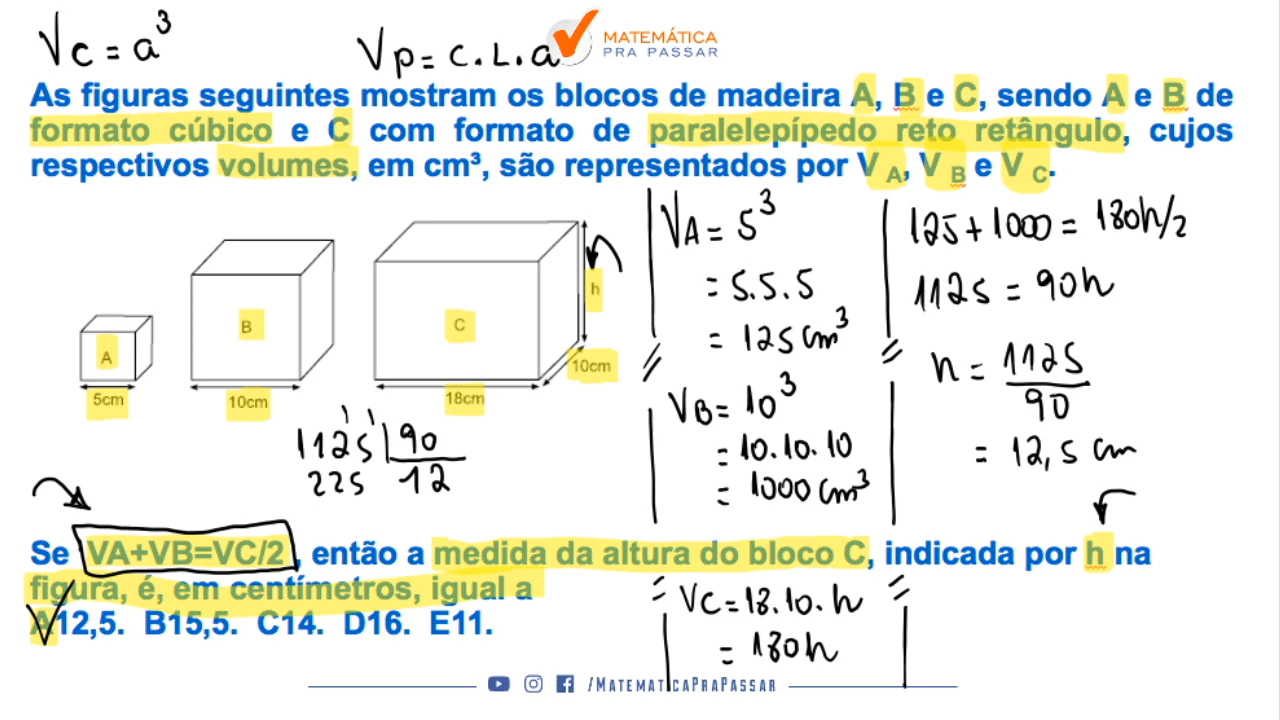 Vc = a³
Vp = C.L.a
MATEMÁTICA
PRA PASSAR
As figuras seguintes mostram os blocos de madeira A, B e C, sendo A e B de
formato cúbico e C com formato de paralelepípedo reto retângulo, cujos
respectivos volumes, em cm³, são representados por V A, V B e V C.
A
5cm
B
10cm
C
18cm
10cm
h
1125 | 90
225 12
VA = 5³
= 5.5.5
= 125 cm³
VB = 10³
= 10.10.10
= 1000 cm³
125 + 1000 = 180h/2
1125 = 90h
h = 1125
90
= 12,5 cm
Se VA+VB=VC/2, então a medida da altura do bloco C, indicada por h na
figura, é, em centímetros, igual a
A12,5. B15,5. C14. D16. E11.
VC = 18.10.h
= 180h
/MATEMATICAPRAPASSAR